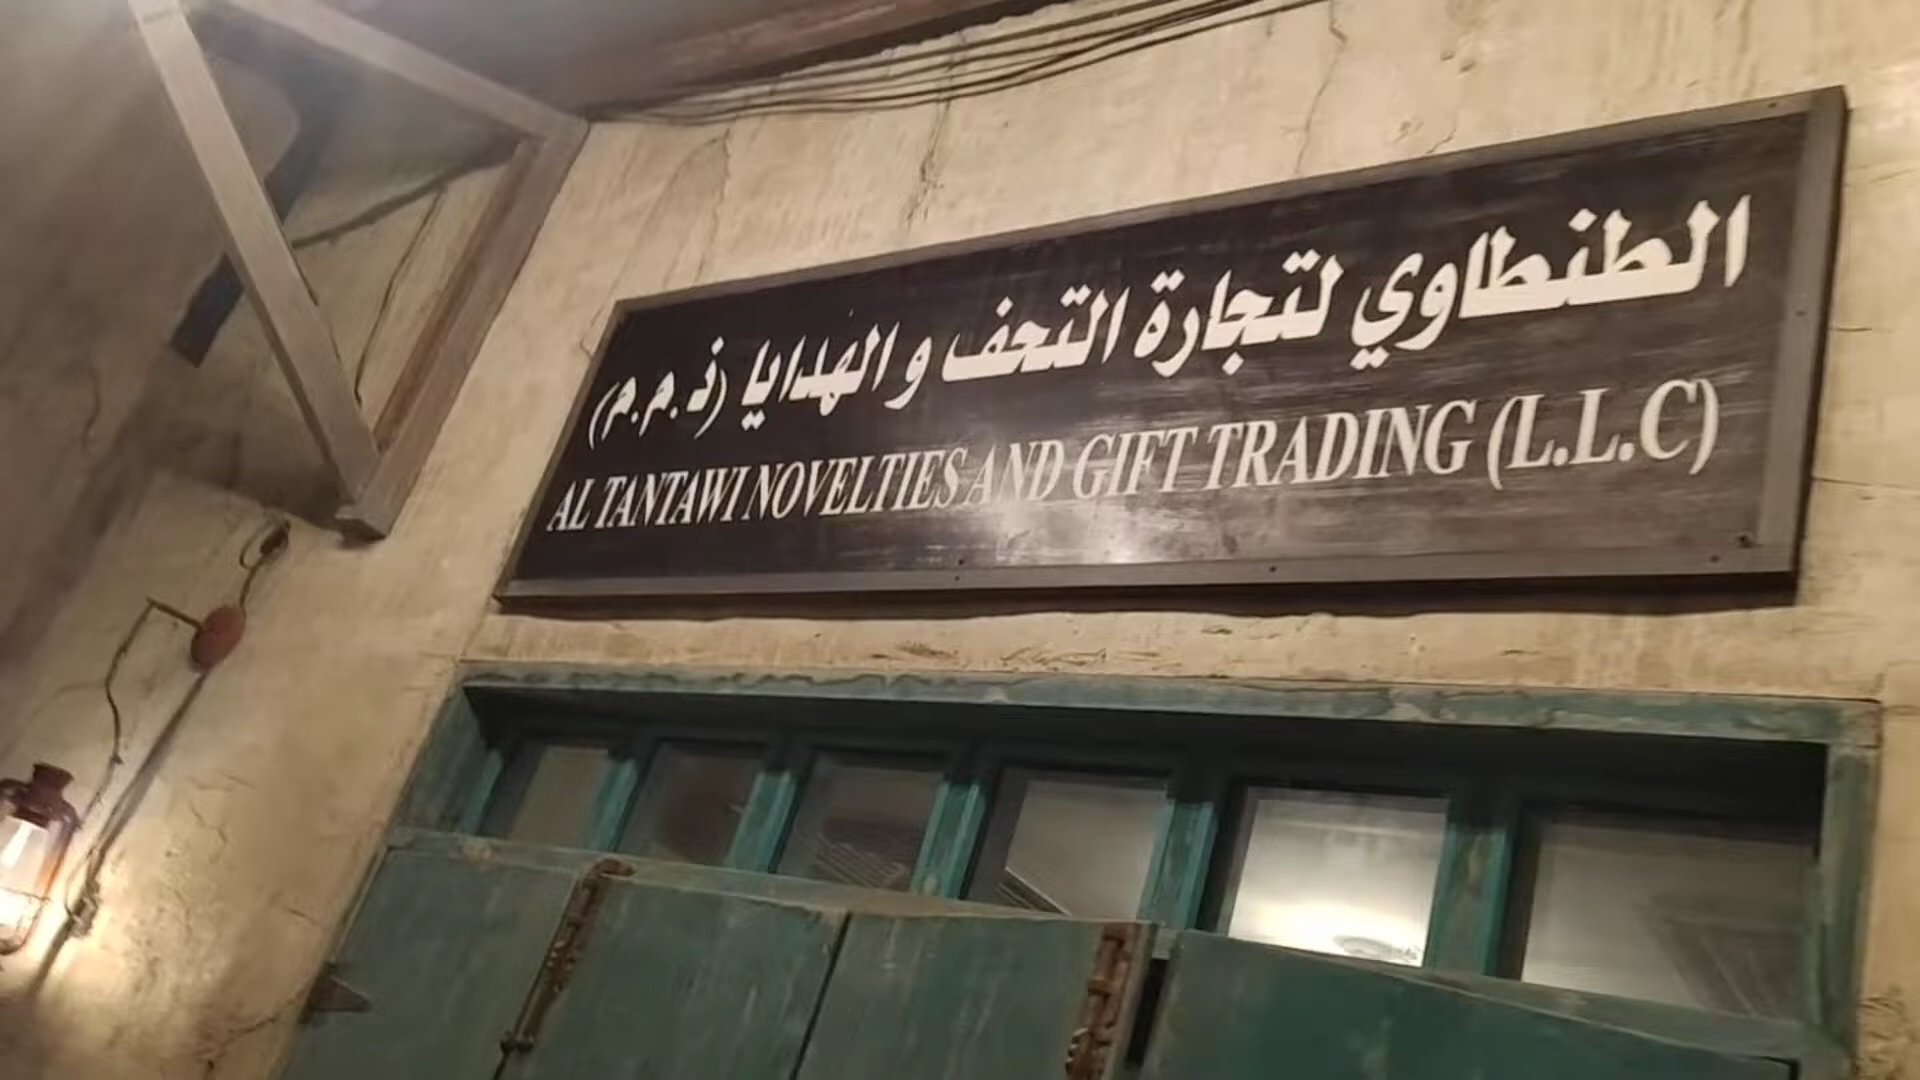 الطنطاوي لتجارة التحف و الهدايا (ذ.م.م)
AL TANTAWI NOVELTIES AND GIFT TRADING (L.L.C)